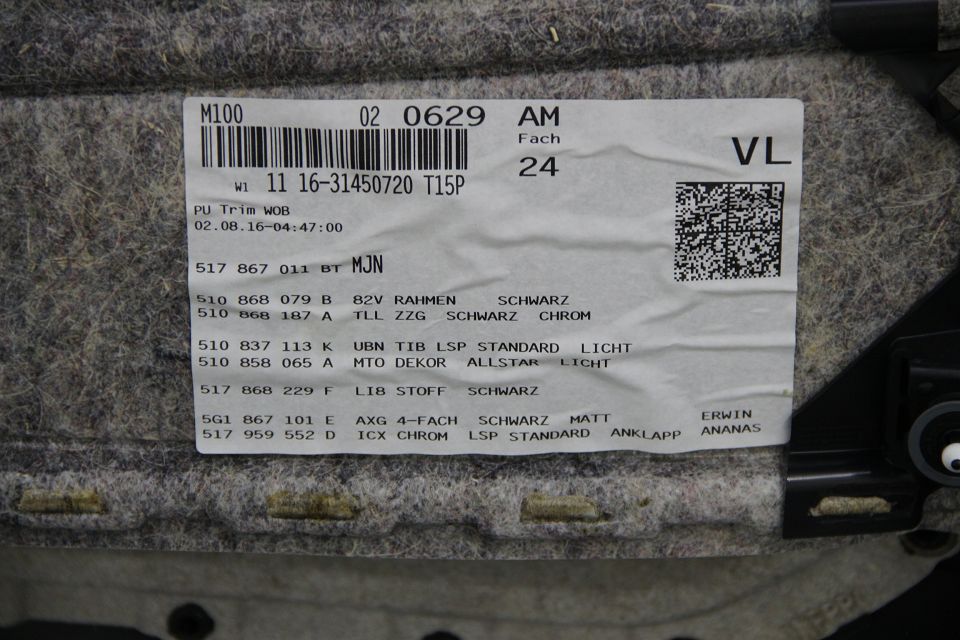 M100 02 0629 AM
Fach
24
VL
W1 11 16-31450720 T15P
PU Trim WOB
02.08.16-04:47:00
517 867 011 BT MJN
510 868 079 B 82V RAHMEN SCHWARZ
510 868 187 A TLL ZZG SCHWARZ CHROM
510 837 113 K UBN TIB LSP STANDARD LICHT
510 858 065 A MTO DEKOR ALLSTAR LICHT
517 868 229 F LI8 STOFF SCHWARZ
5G1 867 101 E AXG 4-FACH SCHWARZ MATT ERWIN
517 959 552 D ICX CHROM LSP STANDARD ANKLAPP ANANAS